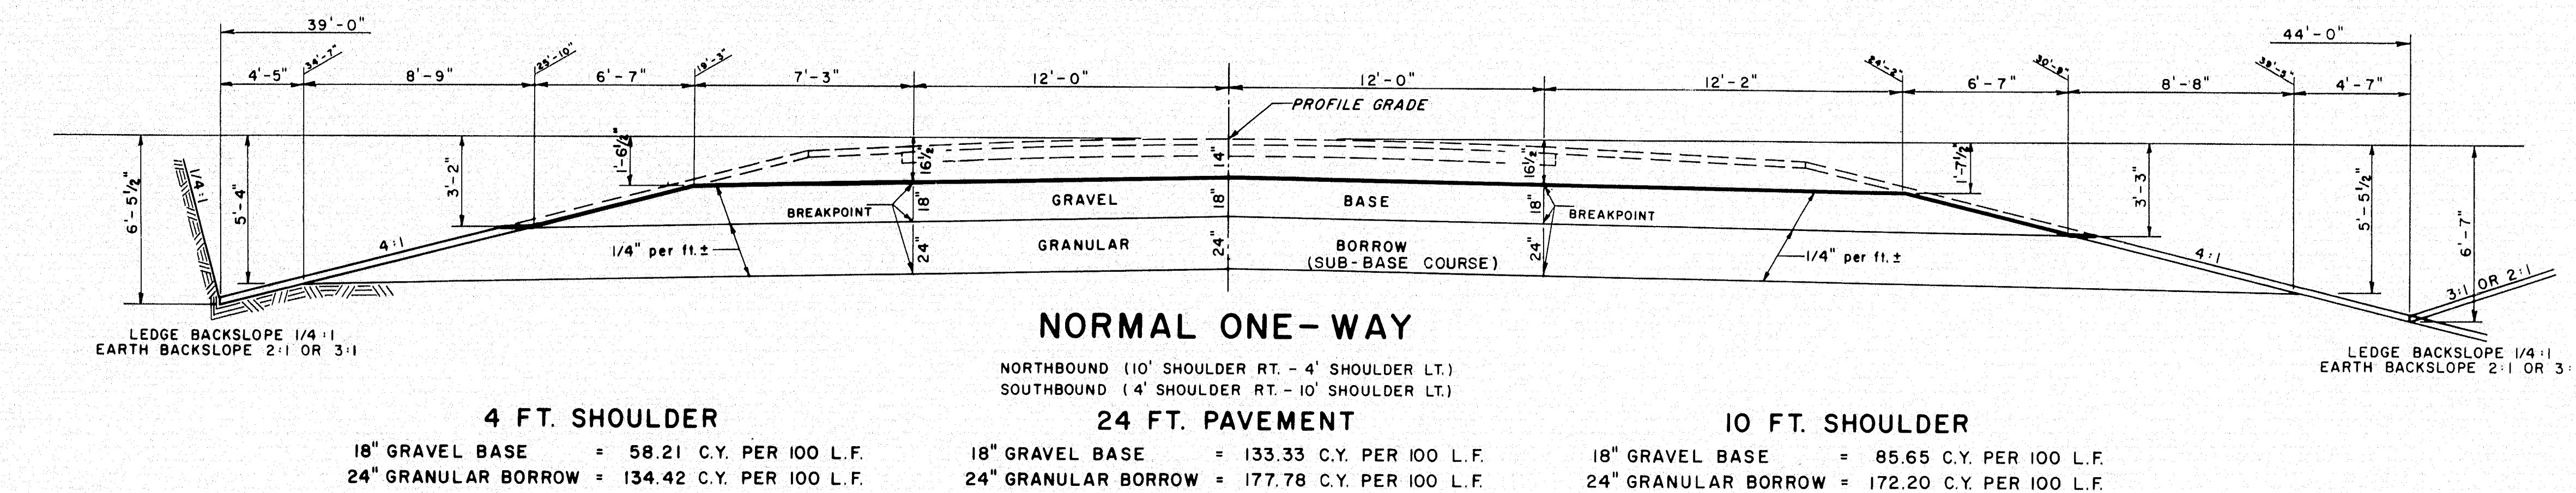 39'-0"
44'-0"
34'-7"
25'-10"
19'-3"
24'-2"
30'-9"
39'-5"
4'-5"
8'-9"
6'-7"
7'-3"
12'-0"
12'-0"
12'-2"
6'-7"
8'-8"
4'-7"
PROFILE GRADE
6'-5½"
1/4:1
5'-4"
3'-2"
1'-6½"
16½"
14"
16½"
1'-7½"
3'-3"
5'-5½"
6'-7"
BREAKPOINT
18"
GRAVEL
18"
BASE
18"
BREAKPOINT
4:1
1/4" per ft.±
24"
GRANULAR
24"
BORROW
(SUB-BASE COURSE)
24"
1/4" per ft.±
4:1
3:1 OR 2:1
LEDGE BACKSLOPE 1/4:1
EARTH BACKSLOPE 2:1 OR 3:1
LEDGE BACKSLOPE 1/4:1
EARTH BACKSLOPE 2:1 OR 3:
NORMAL ONE-WAY
NORTHBOUND (10' SHOULDER RT. - 4' SHOULDER LT.)
SOUTHBOUND (4' SHOULDER RT. - 10' SHOULDER LT.)
4 FT. SHOULDER
18" GRAVEL BASE = 58.21 C.Y. PER 100 L.F.
24" GRANULAR BORROW = 134.42 C.Y. PER 100 L.F.
24 FT. PAVEMENT
18" GRAVEL BASE = 133.33 C.Y. PER 100 L.F.
24" GRANULAR BORROW = 177.78 C.Y. PER 100 L.F.
10 FT. SHOULDER
18" GRAVEL BASE = 85.65 C.Y. PER 100 L.F.
24" GRANULAR BORROW = 172.20 C.Y. PER 100 L.F.